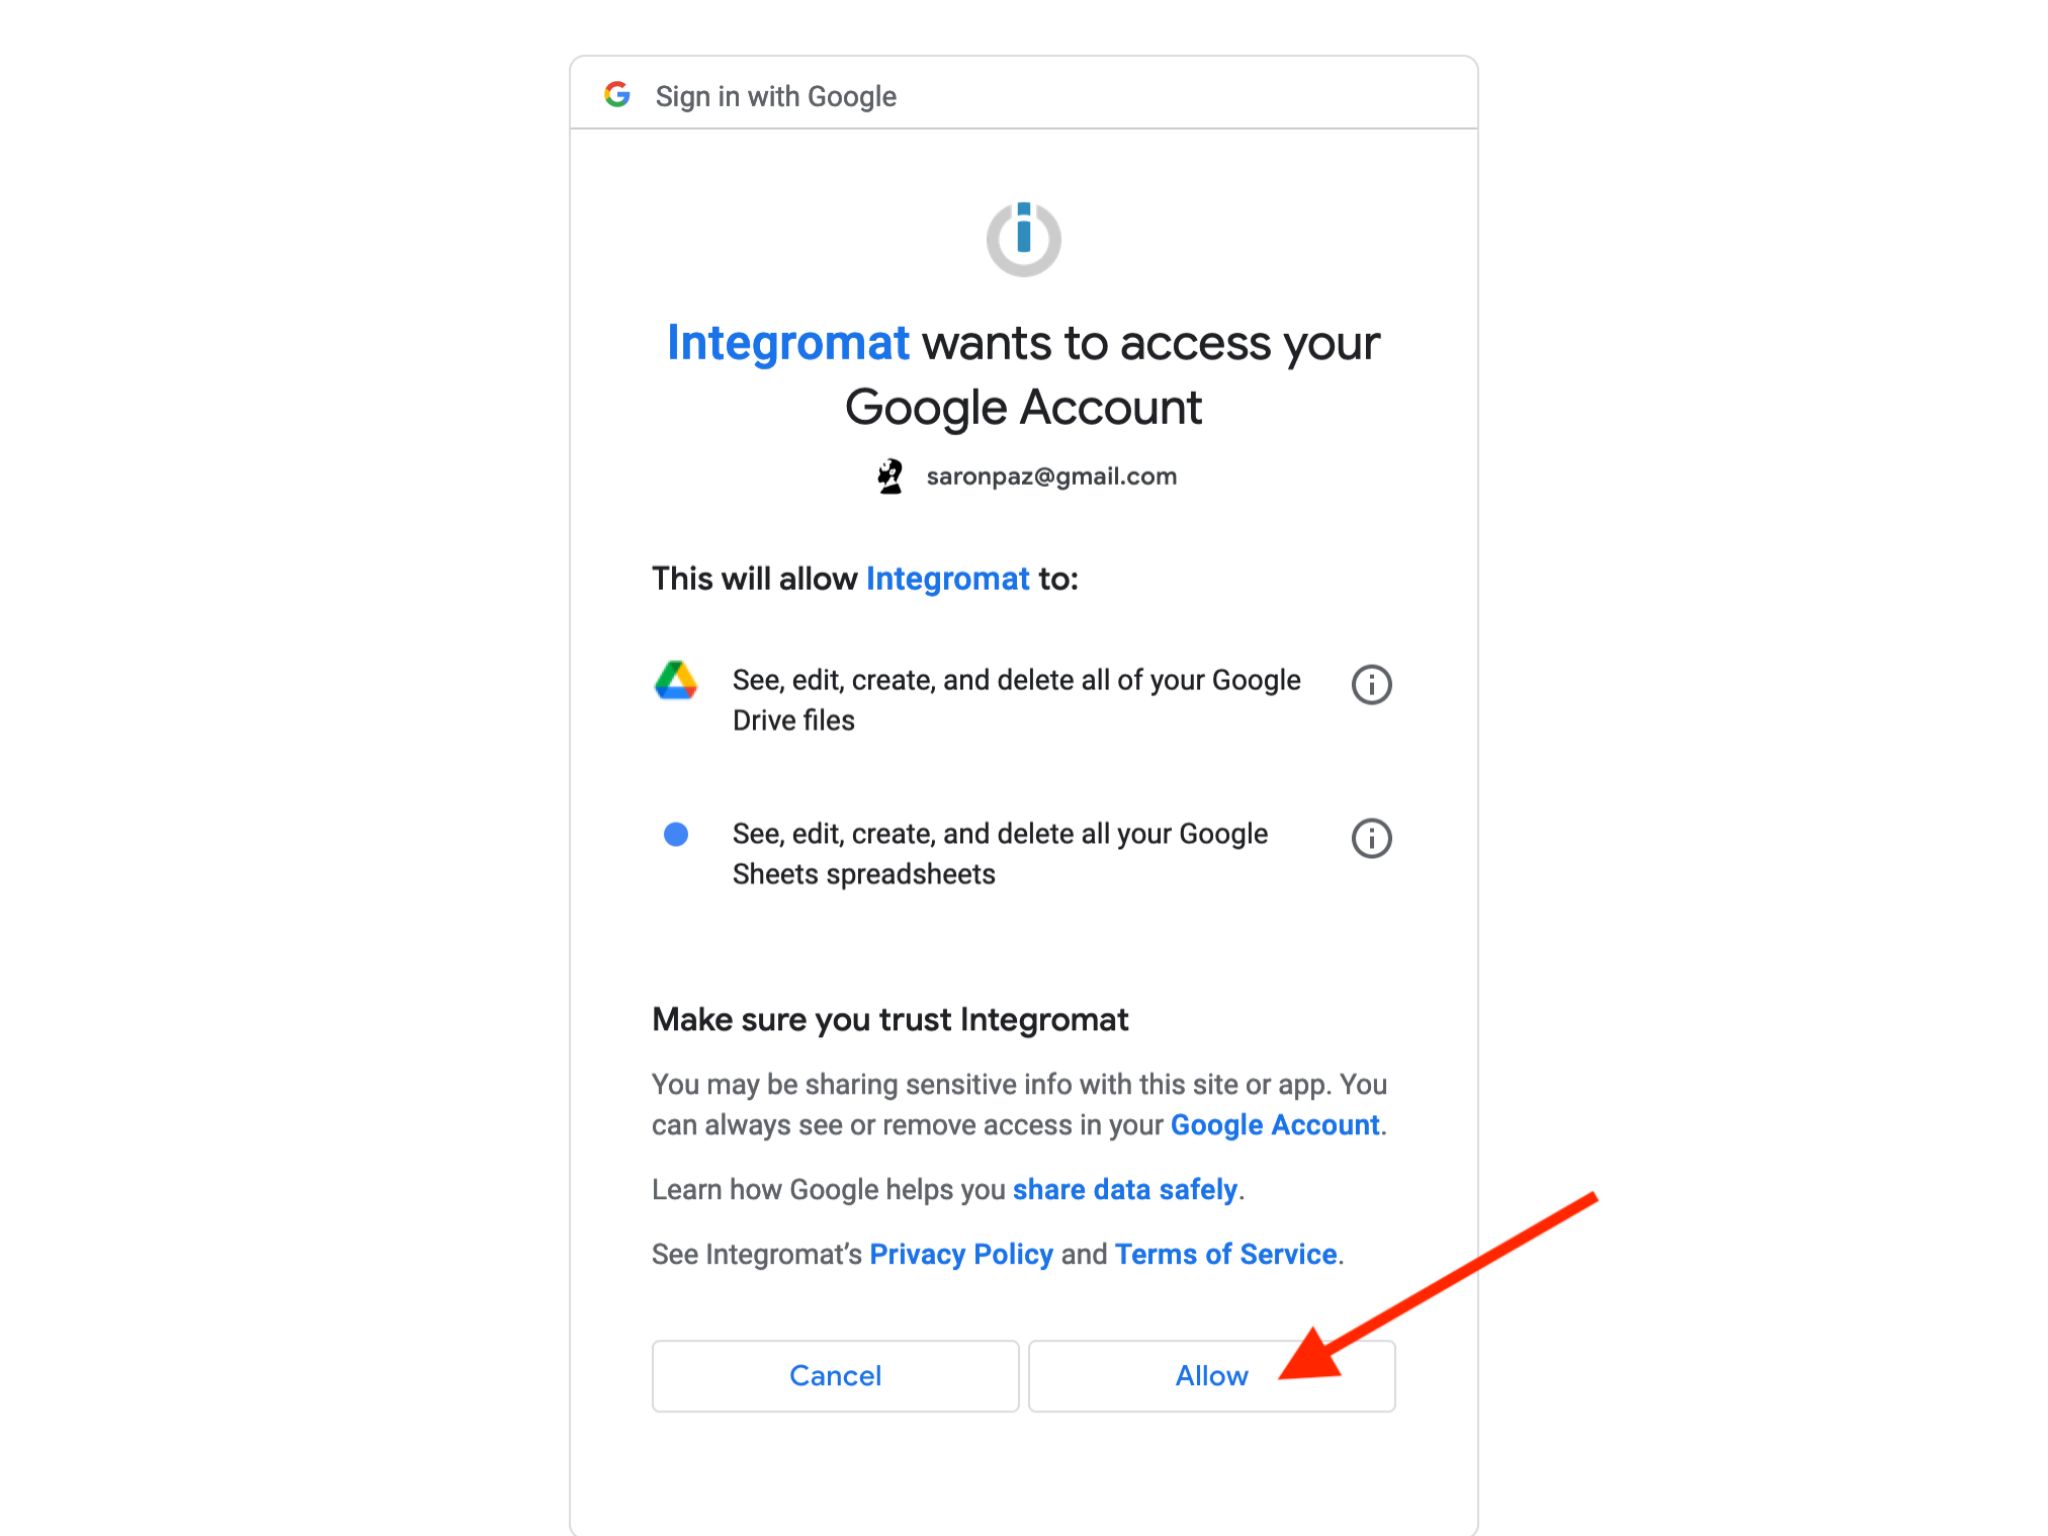 Sign in with Google
Integromat wants to access your
Google Account
saronpaz@gmail.com
This will allow Integromat to:
See, edit, create, and delete all of your Google
Drive files
See, edit, create, and delete all your Google
Sheets spreadsheets
Make sure you trust Integromat
You may be sharing sensitive info with this site or app. You
can always see or remove access in your Google Account.
Learn how Google helps you share data safely.
See Integromat’s Privacy Policy and Terms of Service.
Cancel
Allow